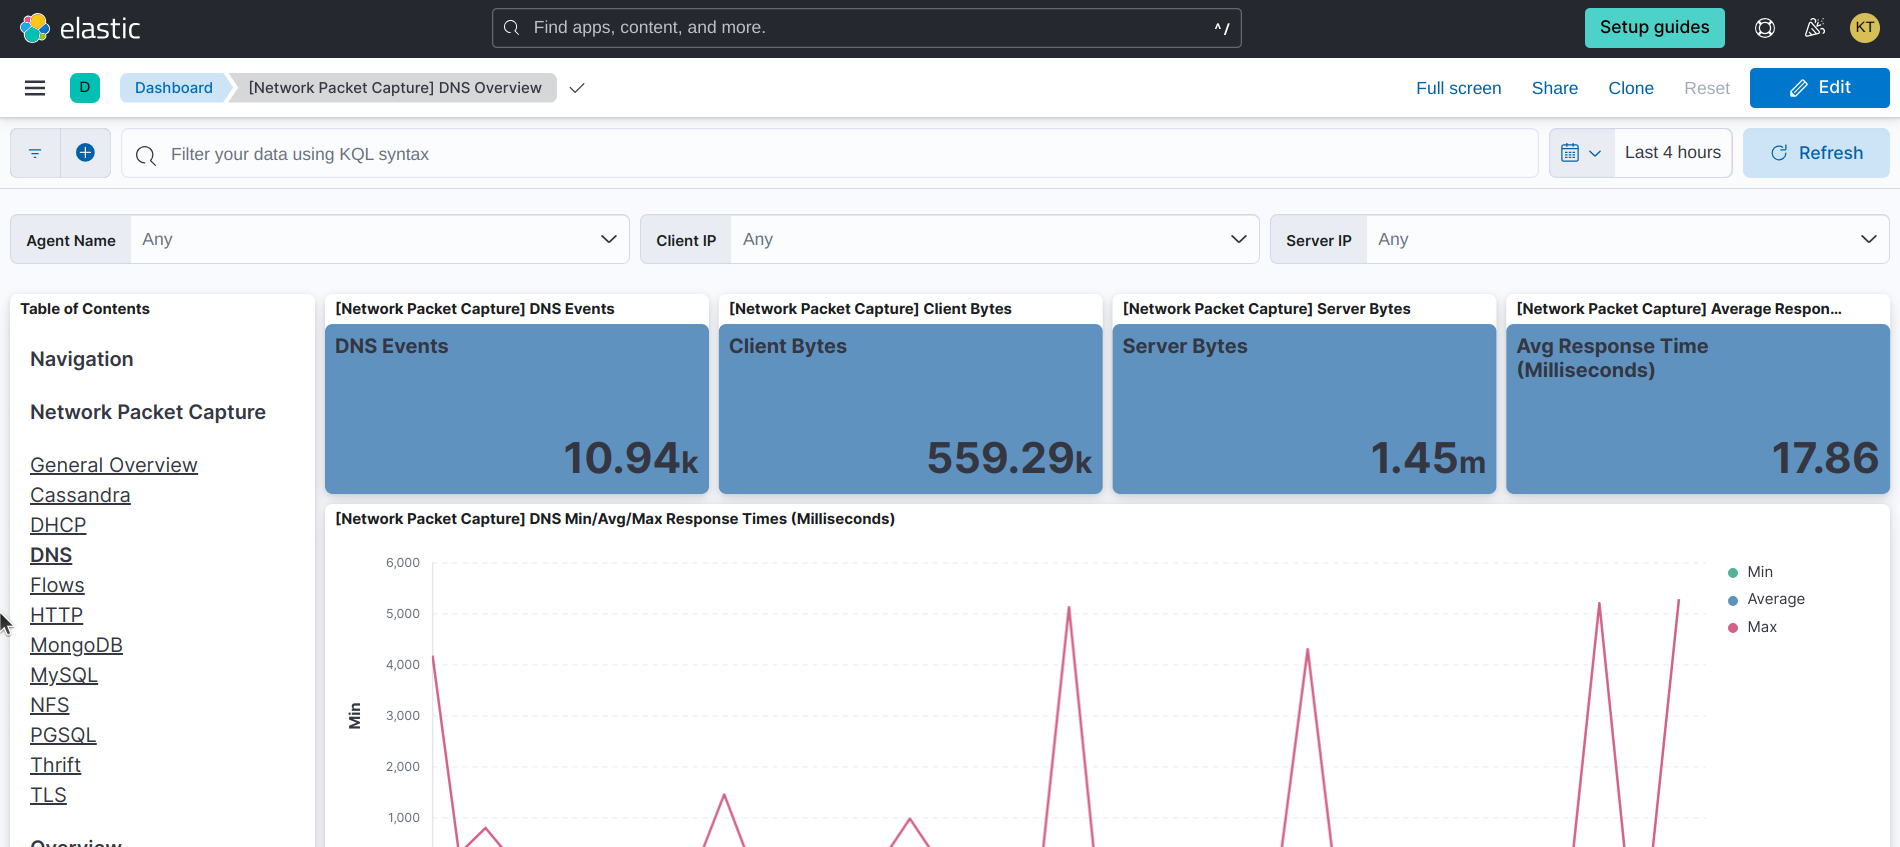 elastic
Find apps, content, and more.
^/
Setup guides
KT
D
Dashboard
[Network Packet Capture] DNS Overview
Full screen
Share
Clone
Reset
Edit
Filter your data using KQL syntax
Last 4 hours
Refresh
Agent Name
Any
Client IP
Any
Server IP
Any
Table of Contents
Navigation
Network Packet Capture
General Overview
Cassandra
DHCP
DNS
Flows
HTTP
MongoDB
MySQL
NFS
PGSQL
Thrift
TLS
Overview
[Network Packet Capture] DNS Events
DNS Events
10.94k
[Network Packet Capture] Client Bytes
Client Bytes
559.29k
[Network Packet Capture] Server Bytes
Server Bytes
1.45m
[Network Packet Capture] Average Respon...
Avg Response Time
(Milliseconds)
17.86
[Network Packet Capture] DNS Min/Avg/Max Response Times (Milliseconds)
6,000
5,000
4,000
3,000
2,000
1,000
Min
Min
Average
Max